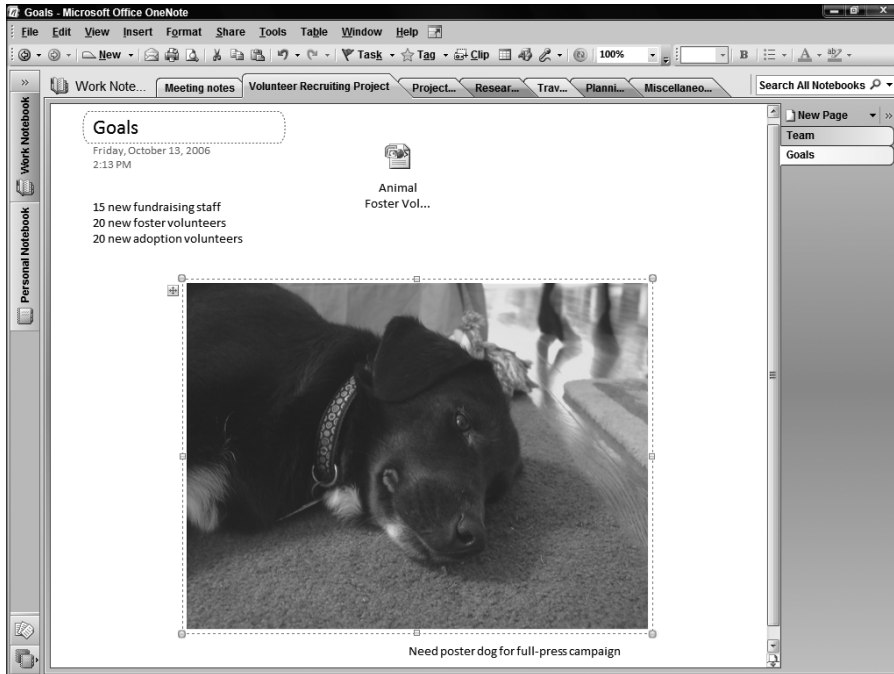 Goals - Microsoft Office OneNote
File Edit View Insert Format Share Tools Table Window Help
New Task Tag Clip 100% B A ab
Work Note... Meeting notes Volunteer Recruiting Project Project... Resear... Trav... Planni... Miscellaneo... Search All Notebooks
Work Notebook
Personal Notebook
New Page
Team
Goals
Goals
Friday, October 13, 2006
2:13 PM
Animal
Foster Vol...
15 new fundraising staff
20 new foster volunteers
20 new adoption volunteers
Need poster dog for full-press campaign